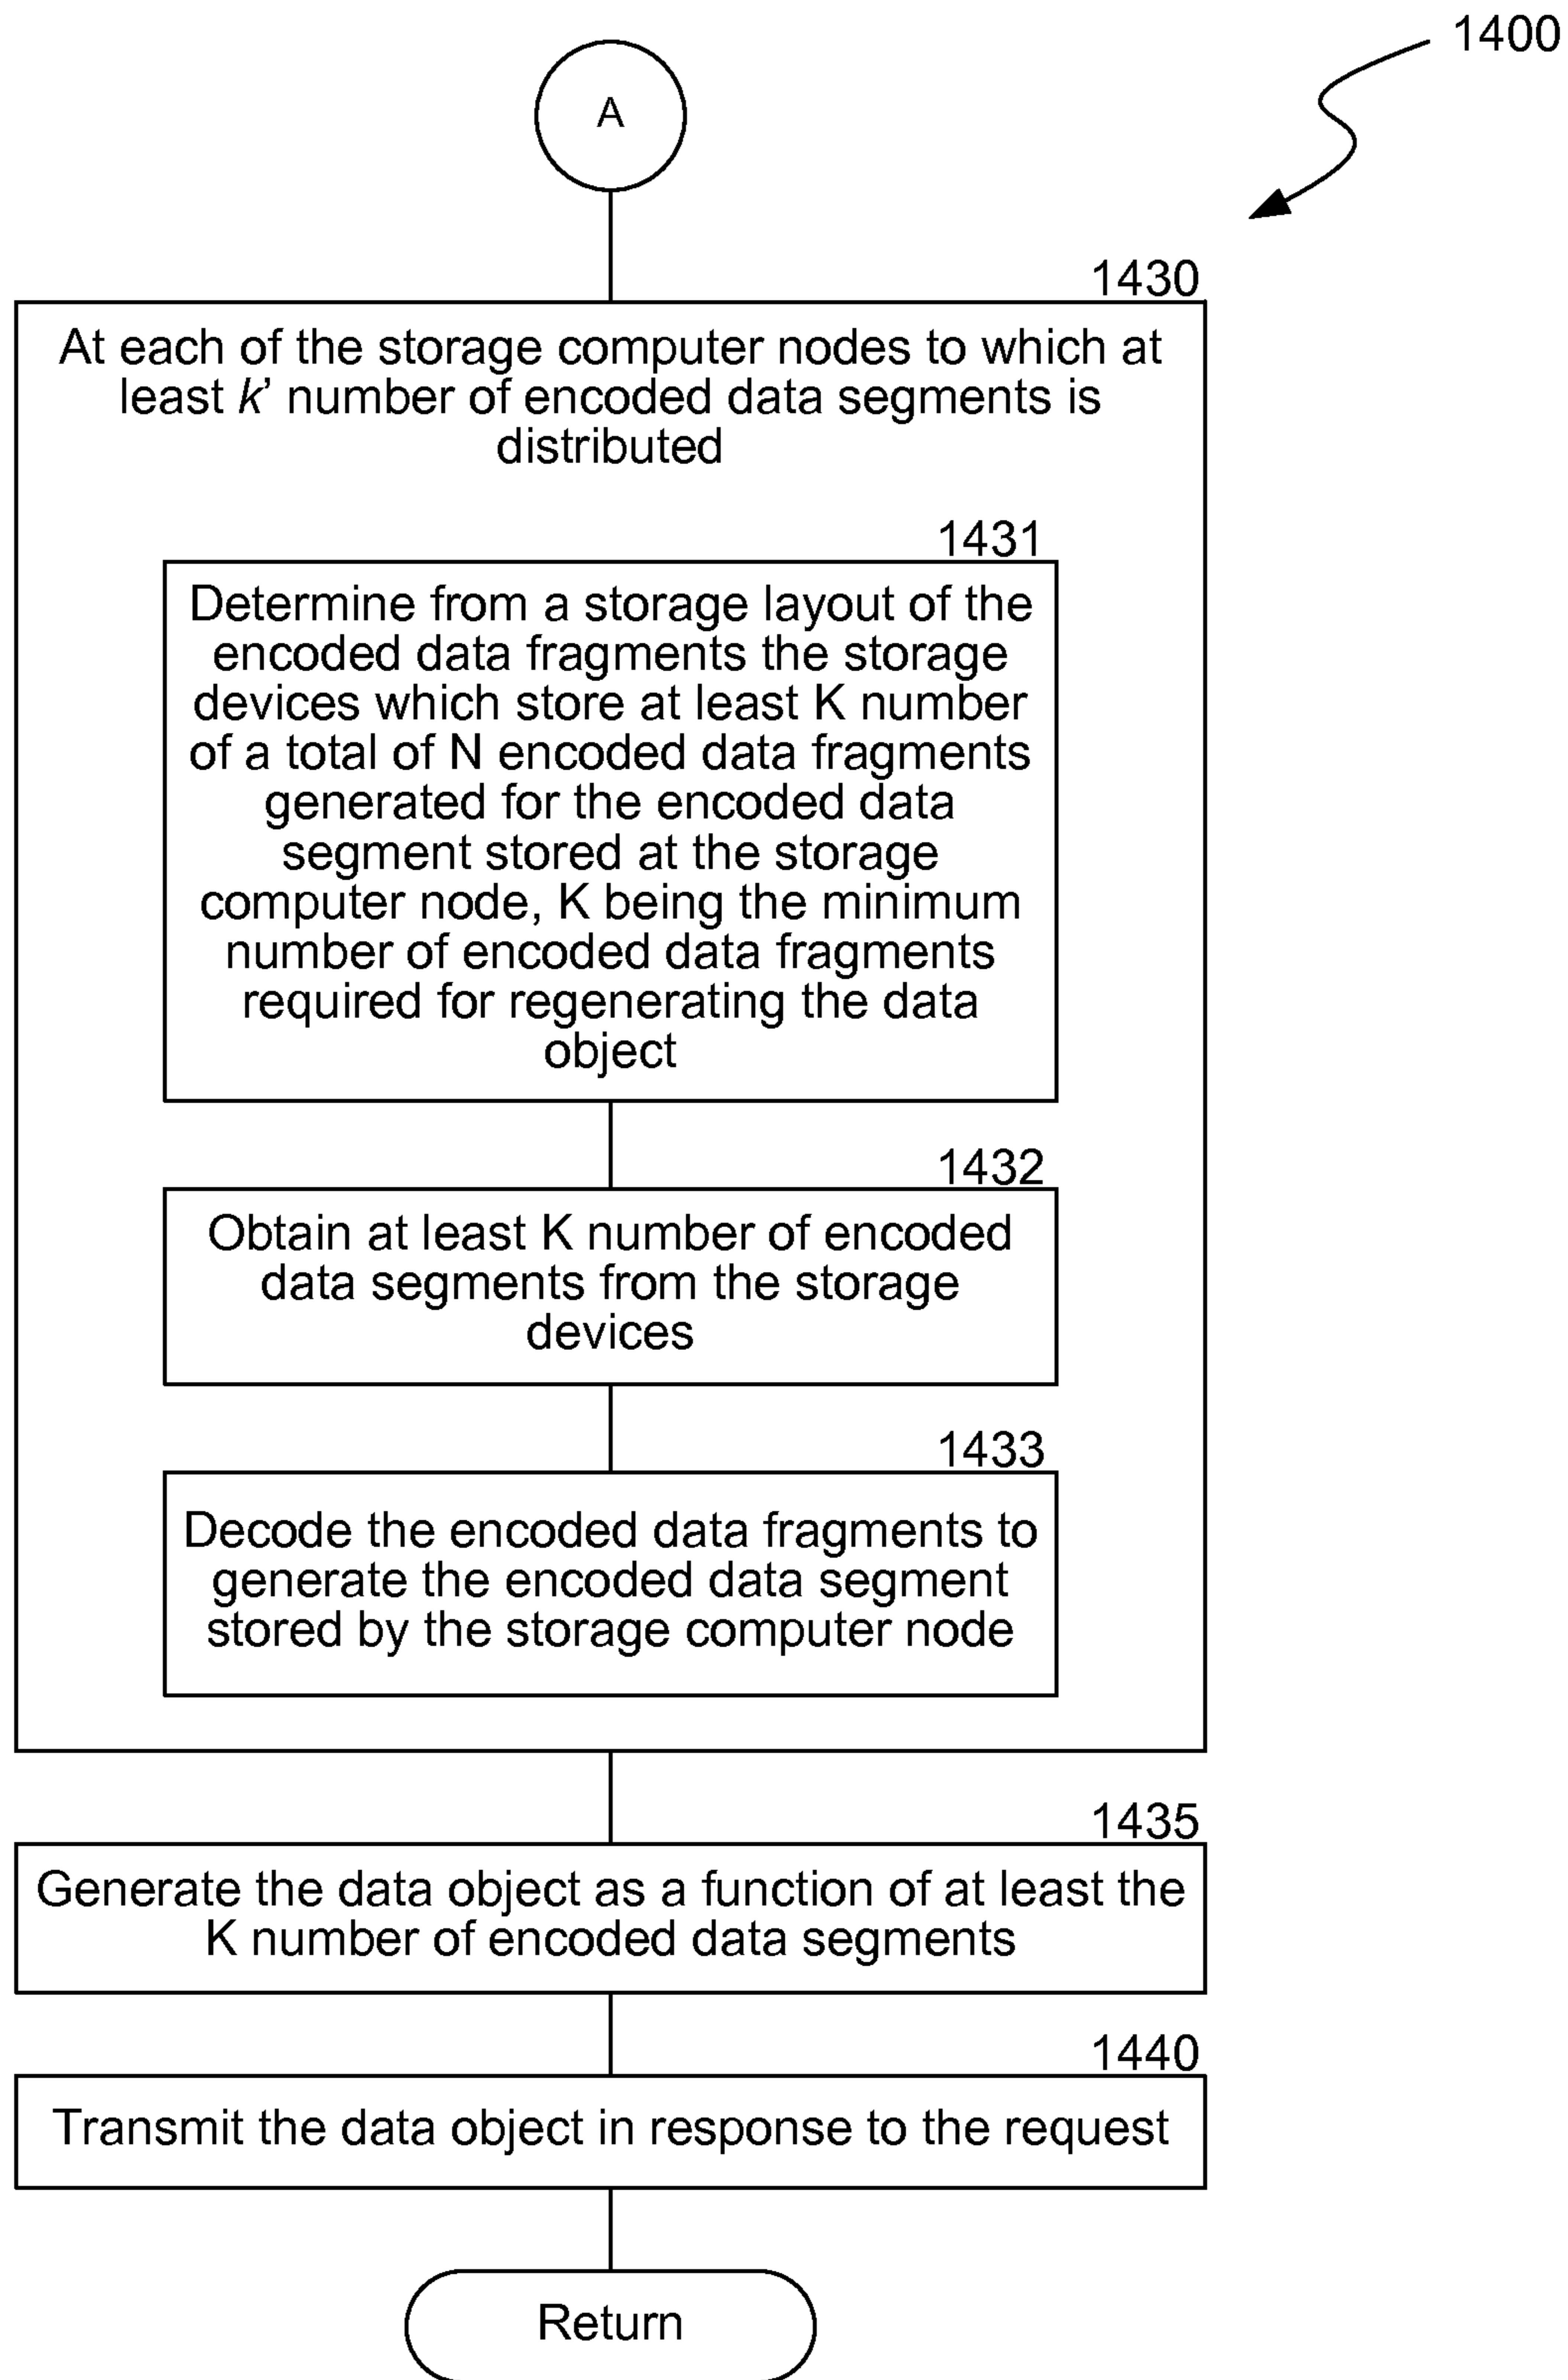 1400
A
1430
At each of the storage computer nodes to which at
least k' number of encoded data segments is
distributed
1431
Determine from a storage layout of the
encoded data fragments the storage
devices which store at least K number
of a total of N encoded data fragments
generated for the encoded data
segment stored at the storage
computer node, K being the minimum
number of encoded data fragments
required for regenerating the data
object
1432
Obtain at least K number of encoded
data segments from the storage
devices
1433
Decode the encoded data fragments to
generate the encoded data segment
stored by the storage computer node
1435
Generate the data object as a function of at least the
K number of encoded data segments
1440
Transmit the data object in response to the request
Return